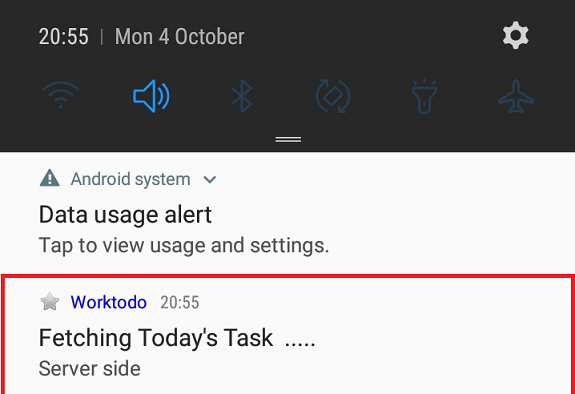 20:55 | Mon 4 October
Android system
Data usage alert
Tap to view usage and settings.
Worktodo 20:55
Fetching Today's Task .....
Server side